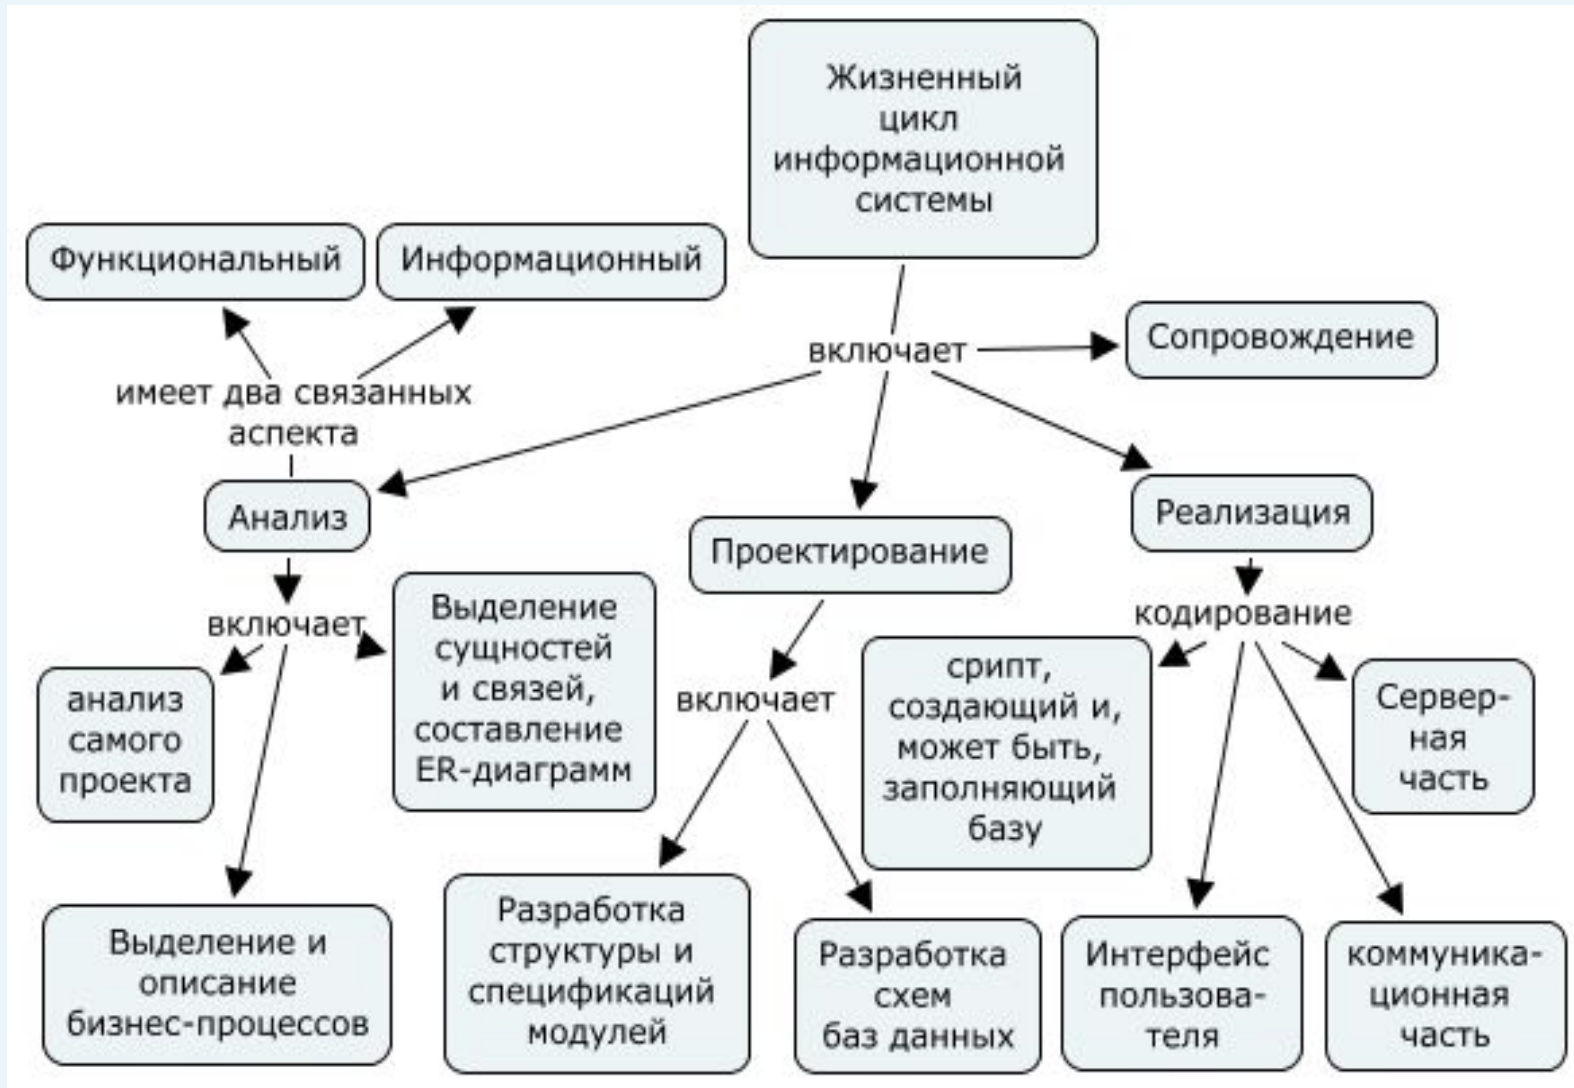 Жизненный
цикл
информационной
системы
Функциональный
Информационный
включает
Сопровождение
имеет два связанных
аспекта
Анализ
Проектирование
Реализация
включает
Выделение
сущностей
и связей,
составление
ER-диаграмм
анализ
самого
проекта
включает
кодирование
срипт,
создающий и,
может быть,
заполняющий
базу
Сервер-
ная
часть
Выделение и
описание
бизнес-процессов
Разработка
структуры и
спецификаций
модулей
Разработка
схем
баз данных
Интерфейс
пользова-
теля
коммуника-
ционная
часть